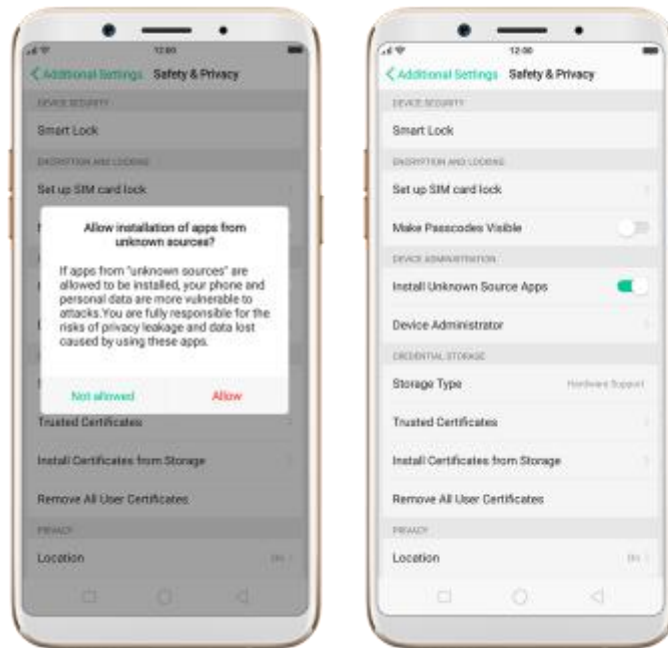 12:00
Additional Settings Safety & Privacy
DEVICE SECURITY
Smart Lock
ENCRYPTION AND LOCKING
Set up SIM card lock
Allow installation of apps from
unknown sources?
If apps from "unknown sources" are
allowed to be installed, your phone and
personal data are more vulnerable to
attacks.You are fully responsible for the
risks of privacy leakage and data lost
caused by using these apps.
Not allowed Allow
Trusted Certificates
Install Certificates from Storage
Remove All User Certificates
PRIVACY
Location On
12:00
Additional Settings Safety & Privacy
DEVICE SECURITY
Smart Lock
ENCRYPTION AND LOCKING
Set up SIM card lock
Make Passcodes Visible
DEVICE ADMINISTRATION
Install Unknown Source Apps
Device Administrator
CREDENTIAL STORAGE
Storage Type Hardware Support
Trusted Certificates
Install Certificates from Storage
Remove All User Certificates
PRIVACY
Location On